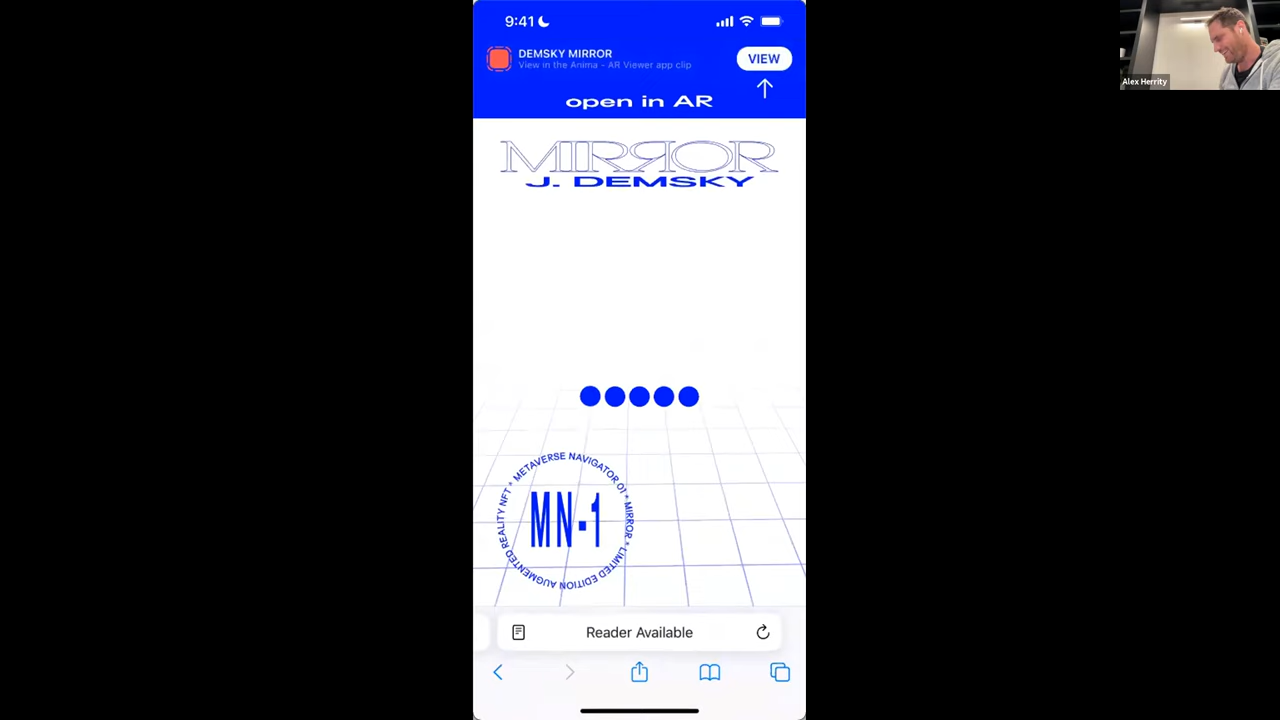 9:41
DEMSKY MIRROR
View in the Anima - AR Viewer app clip
VIEW
open in AR
MIRROR
J. DEMSKY
* METAVERSE NAVIGATOR 01 * MIRROR * LIMITED EDITION AUGMENTED REALITY NFT
MN-1
Reader Available
Alex Herrity